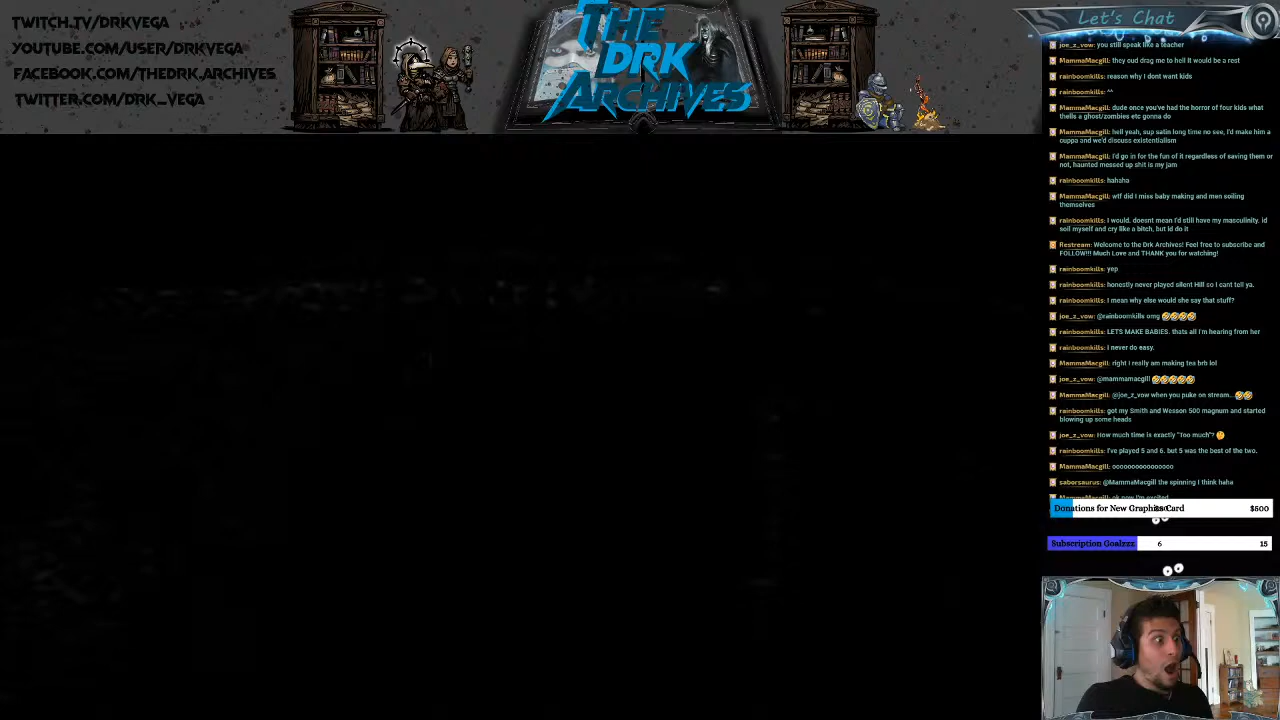 TWITCH.TV/DRKVEGA
YOUTUBE.COM/USER/DRKVEGA
FACEBOOK.COM/THEDRK.ARCHIVES
TWITTER.COM/DRK_VEGA
THE
DRK
ARCHIVES
Let's Chat
joe_z_vow: you still speak like a teacher
MammaMacgill: they oud drag me to hell it would be a rest
rainboomkills: reason why I dont want kids
rainboomkills: ^^
MammaMacgill: dude once you've had the horror of four kids what
thells a ghost/zombies etc gonna do
MammaMacgill: hell yeah, sup satin long time no see, I'd make him a
cuppa and we'd discuss existentialism
MammaMacgill: I'd go in for the fun of it regardless of saving them or
not, haunted messed up shit is my jam
rainboomkills: hahaha
MammaMacgill: wtf did I miss baby making and men soiling
themselves
rainboomkills: I would. doesnt mean I'd still have my masculinity. id
soil myself and cry like a bitch, but id do it
Restream: Welcome to the Drk Archives! Feel free to subscribe and
FOLLOW!!! Much Love and THANK you for watching!
rainboomkills: yep
rainboomkills: honestly never played silent Hill so I cant tell ya.
rainboomkills: I mean why else would she say that stuff?
joe_z_vow: @rainboomkills omg 🤣🤣🤣🤣
rainboomkills: LETS MAKE BABIES. thats all I'm hearing from her
rainboomkills: I never do easy.
MammaMacgill: right I really am making tea brb lol
joe_z_vow: @mammamacgill 🤣🤣🤣🤣🤣
MammaMacgill: @joe_z_vow when you puke on stream...🤣🤣
rainboomkills: got my Smith and Wesson 500 magnum and started
blowing up some heads
joe_z_vow: How much time is exactly "Too much"? 🤔
rainboomkills: I've played 5 and 6. but 5 was the best of the two.
MammaMacgill: oooooooooooooooo
saborsaurus: @MammaMacgill the spinning I think haha
MammaMacgill: ok now I'm excited
Donations for New Graphics Card $500
Subscription Goalzzz 6 15